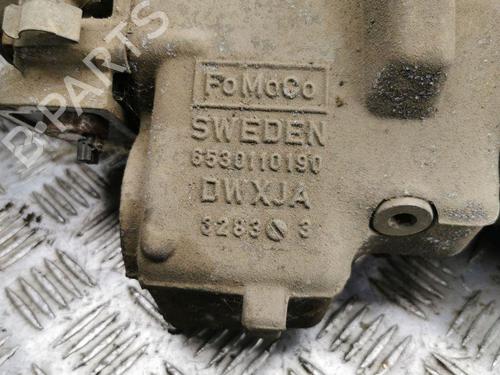 FoMoCo
SWEDEN
6530110190
DWXJA
3283 3
B-PARTS